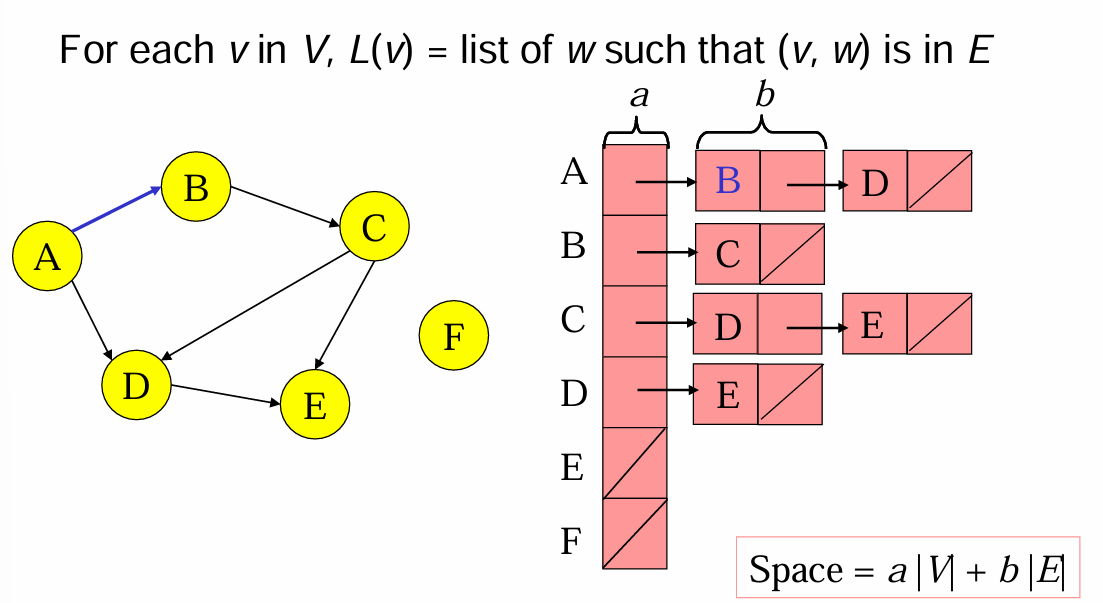 For each v in V, L(v) = list of w such that (v, w) is in E
a b
A B D
B C
C D E
D E
E
F
A
B
C
D
E
F
Space = a |V| + b |E|